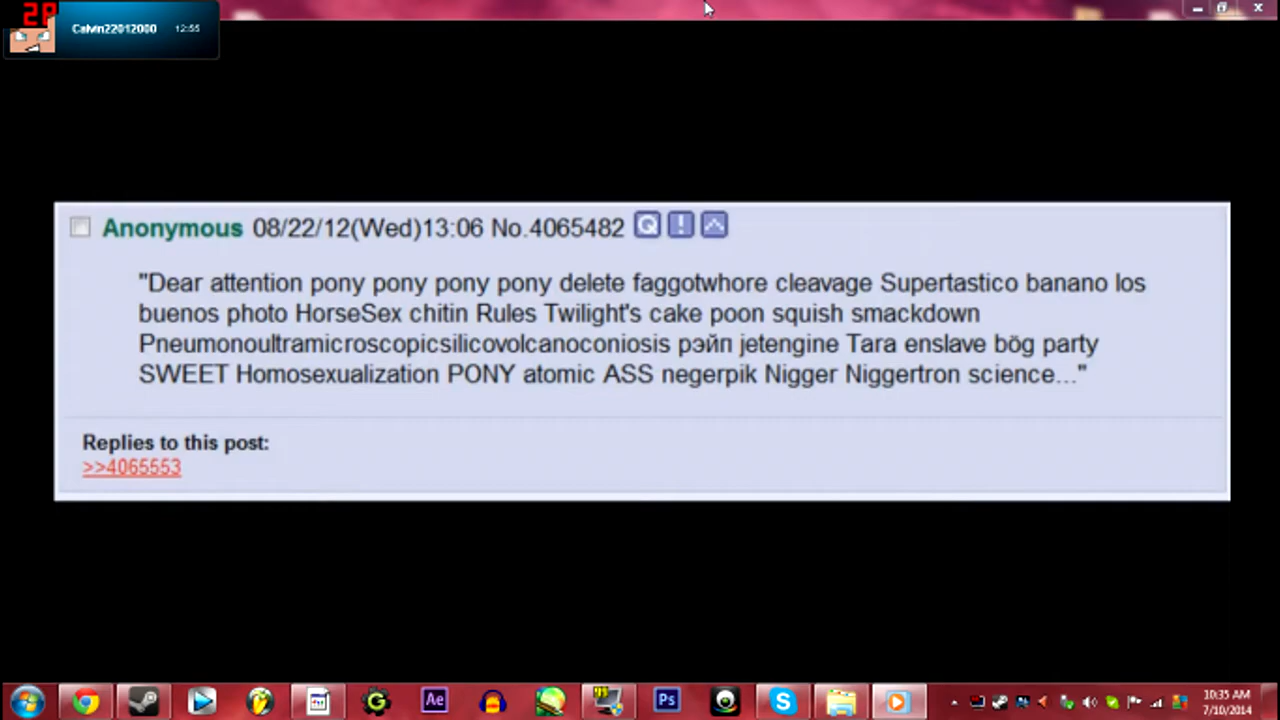 28
Calvin22012000 12:55
Anonymous 08/22/12(Wed)13:06 No.4065482
"Dear attention pony pony pony pony delete faggotwhore cleavage Supertastico banano los
buenos photo HorseSex chitin Rules Twilight's cake poon squish smackdown
Pneumonoultramicroscopicsilicovolcanoconiosis рэйп jetengine Tara enslave bög party
SWEET Homosexualization PONY atomic ASS negerpik Nigger Niggertron science..."
Replies to this post:
>>4065553
Ae
Ps
10:35 AM
7/10/2014